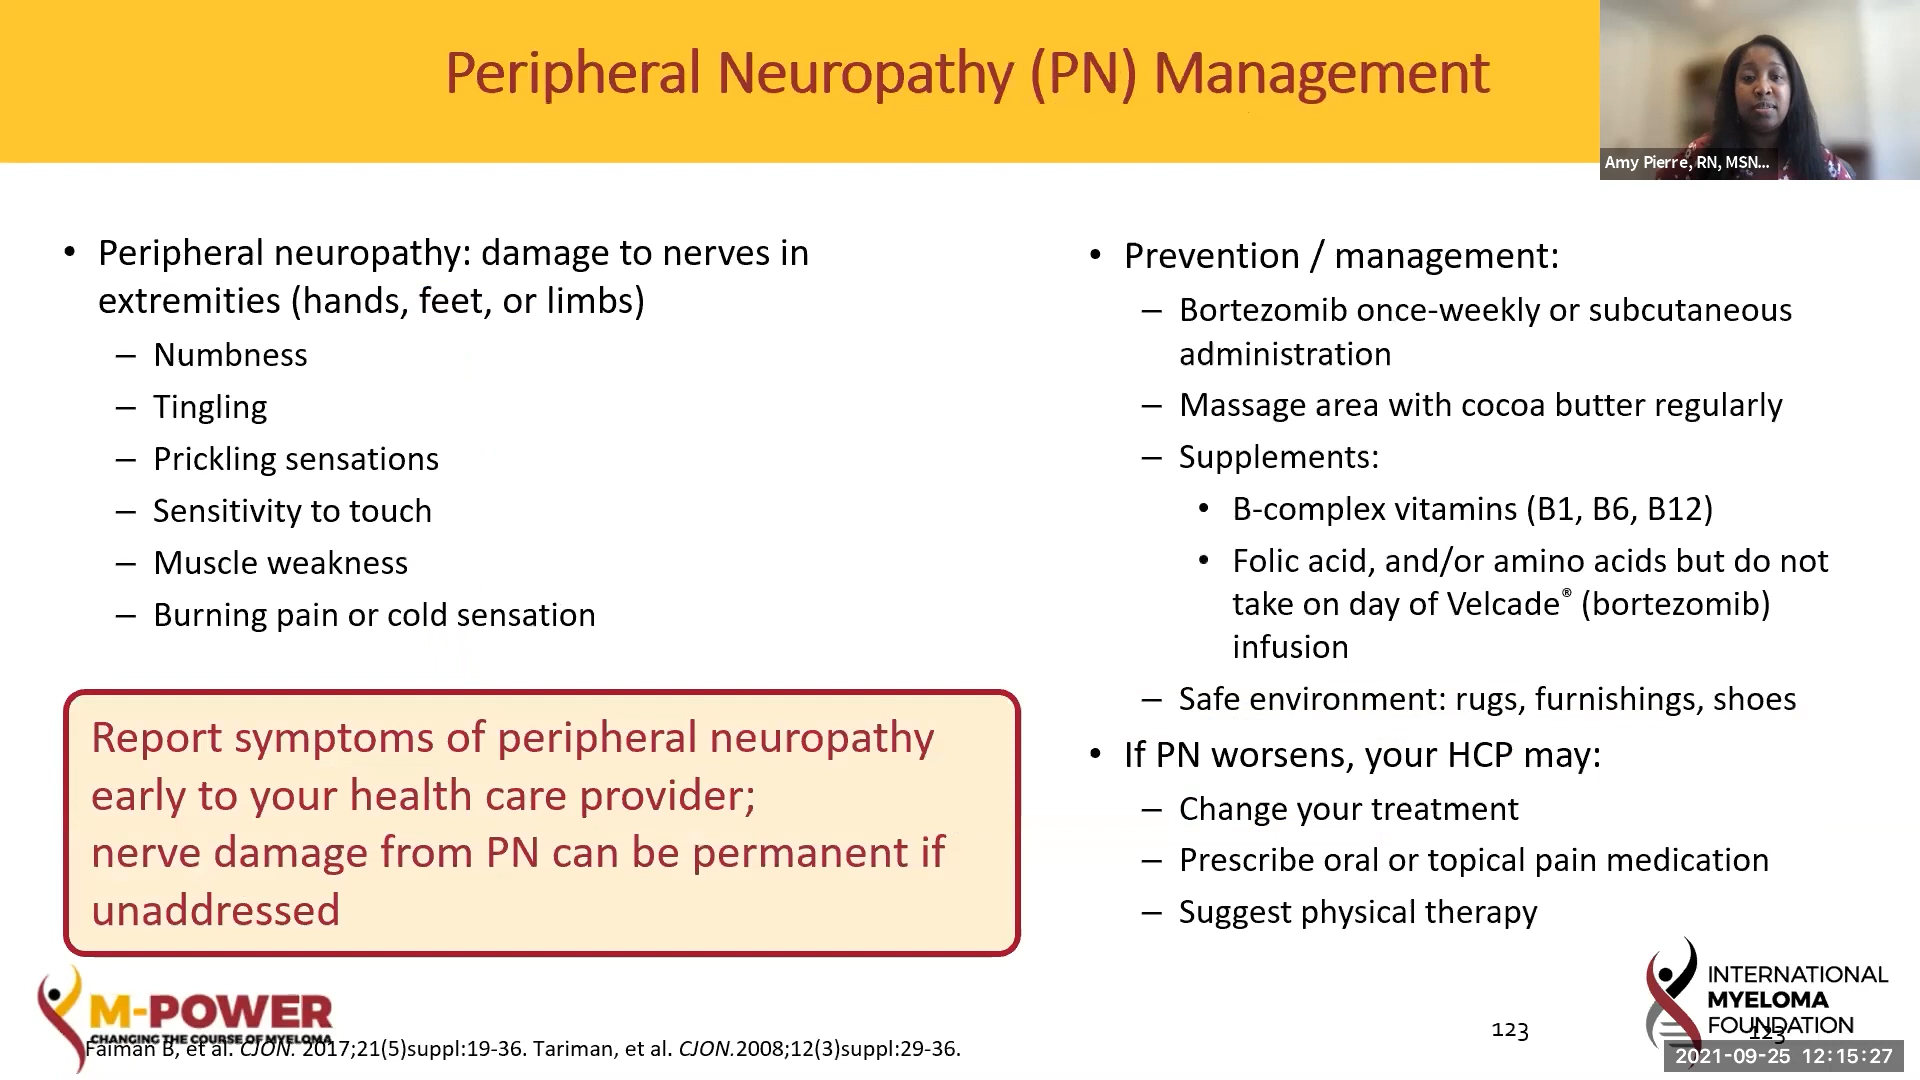 Peripheral Neuropathy (PN) Management
Amy Pierre, RN, MSN...
• Peripheral neuropathy: damage to nerves in
extremities (hands, feet, or limbs)
– Numbness
– Tingling
– Prickling sensations
– Sensitivity to touch
– Muscle weakness
– Burning pain or cold sensation
Report symptoms of peripheral neuropathy
early to your health care provider;
nerve damage from PN can be permanent if
unaddressed
• Prevention / management:
– Bortezomib once-weekly or subcutaneous
administration
– Massage area with cocoa butter regularly
– Supplements:
• B-complex vitamins (B1, B6, B12)
• Folic acid, and/or amino acids but do not
take on day of Velcade® (bortezomib)
infusion
– Safe environment: rugs, furnishings, shoes
• If PN worsens, your HCP may:
– Change your treatment
– Prescribe oral or topical pain medication
– Suggest physical therapy
M-POWER
CHANGING THE COURSE OF MYELOMA
Faiman B, et al. CJON. 2017;21(5)suppl:19-36. Tariman, et al. CJON.2008;12(3)suppl:29-36.
123
INTERNATIONAL
MYELOMA
FOUNDATION
123
2021-09-25 12:15:27